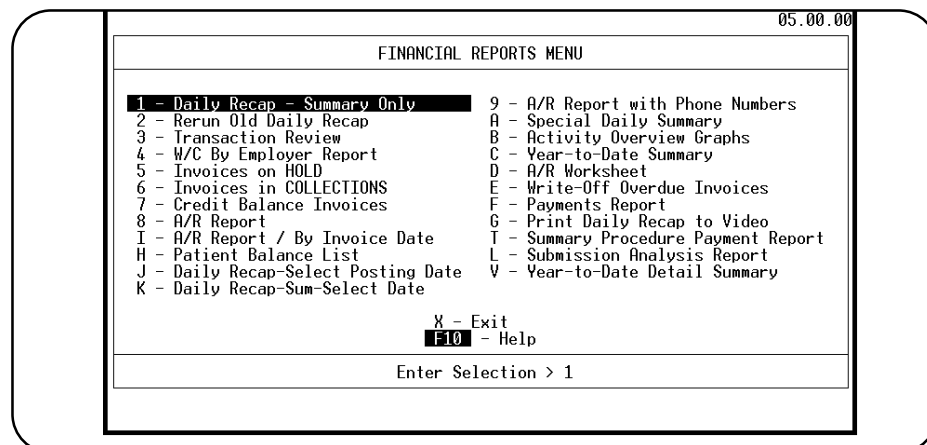 05.00.00
FINANCIAL REPORTS MENU
1 - Daily Recap - Summary Only
2 - Rerun Old Daily Recap
3 - Transaction Review
4 - W/C By Employer Report
5 - Invoices on HOLD
6 - Invoices in COLLECTIONS
7 - Credit Balance Invoices
8 - A/R Report
I - A/R Report / By Invoice Date
H - Patient Balance List
J - Daily Recap-Select Posting Date
K - Daily Recap-Sum-Select Date
9 - A/R Report with Phone Numbers
A - Special Daily Summary
B - Activity Overview Graphs
C - Year-to-Date Summary
D - A/R Worksheet
E - Write-Off Overdue Invoices
F - Payments Report
G - Print Daily Recap to Video
T - Summary Procedure Payment Report
L - Submission Analysis Report
V - Year-to-Date Detail Summary
X - Exit
F10 - Help
Enter Selection > 1